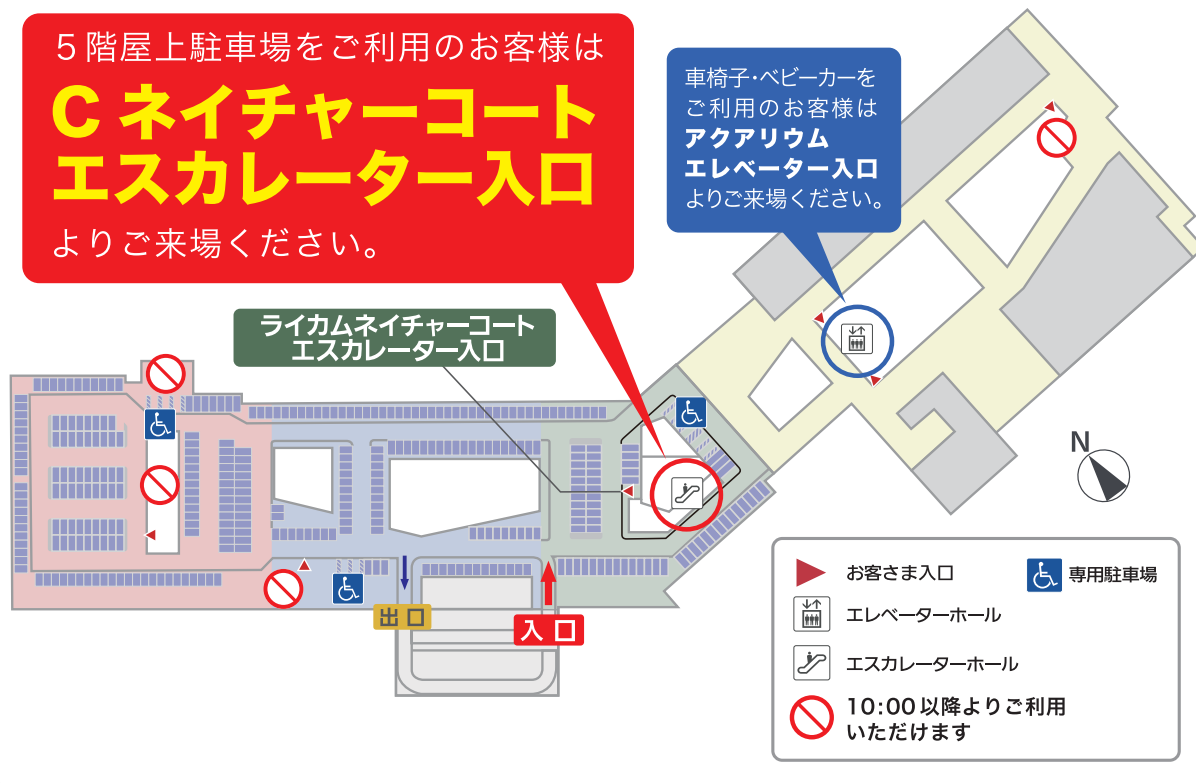 ５階屋上駐車場をご利用のお客様は
C ネイチャーコート
エスカレーター入口
よりご来場ください。
車椅子・ベビーカーを
ご利用のお客様は
アクアリウム
エレベーター入口
よりご来場ください。
ライカムネイチャーコート
エスカレーター入口
N
出口
入口
お客さま入口
専用駐車場
エレベーターホール
エスカレーターホール
10:00以降よりご利用
いただけます